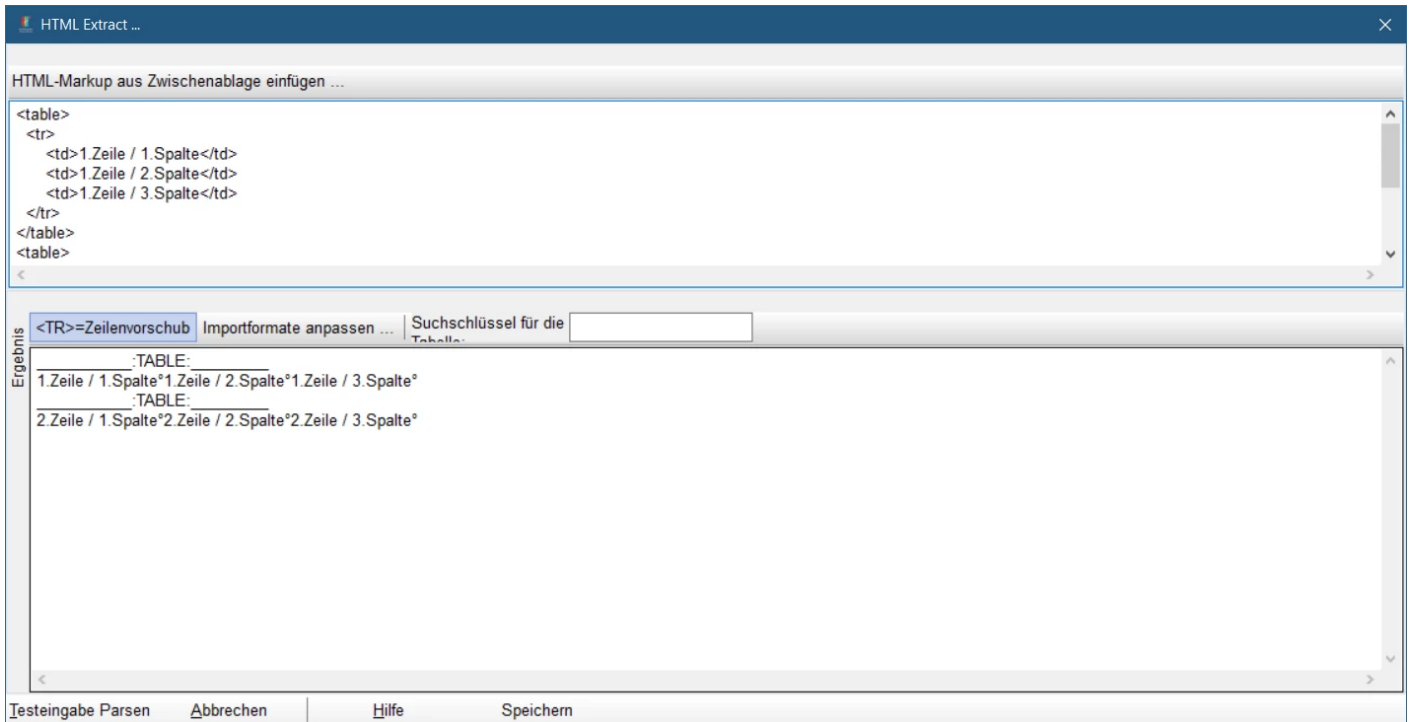 HTML Extract ...
HTML-Markup aus Zwischenablage einfügen ...
<table>
<tr>
<td>1.Zeile / 1.Spalte</td>
<td>1.Zeile / 2.Spalte</td>
<td>1.Zeile / 3.Spalte</td>
</tr>
</table>
<table>
Ergebnis
<TR>=Zeilenvorschub Importformate anpassen ... Suchschlüssel für die
Tabelle:
___________:TABLE:_________
1.Zeile / 1.Spalte°1.Zeile / 2.Spalte°1.Zeile / 3.Spalte°
___________:TABLE:_________
2.Zeile / 1.Spalte°2.Zeile / 2.Spalte°2.Zeile / 3.Spalte°
Testeingabe Parsen Abbrechen Hilfe Speichern